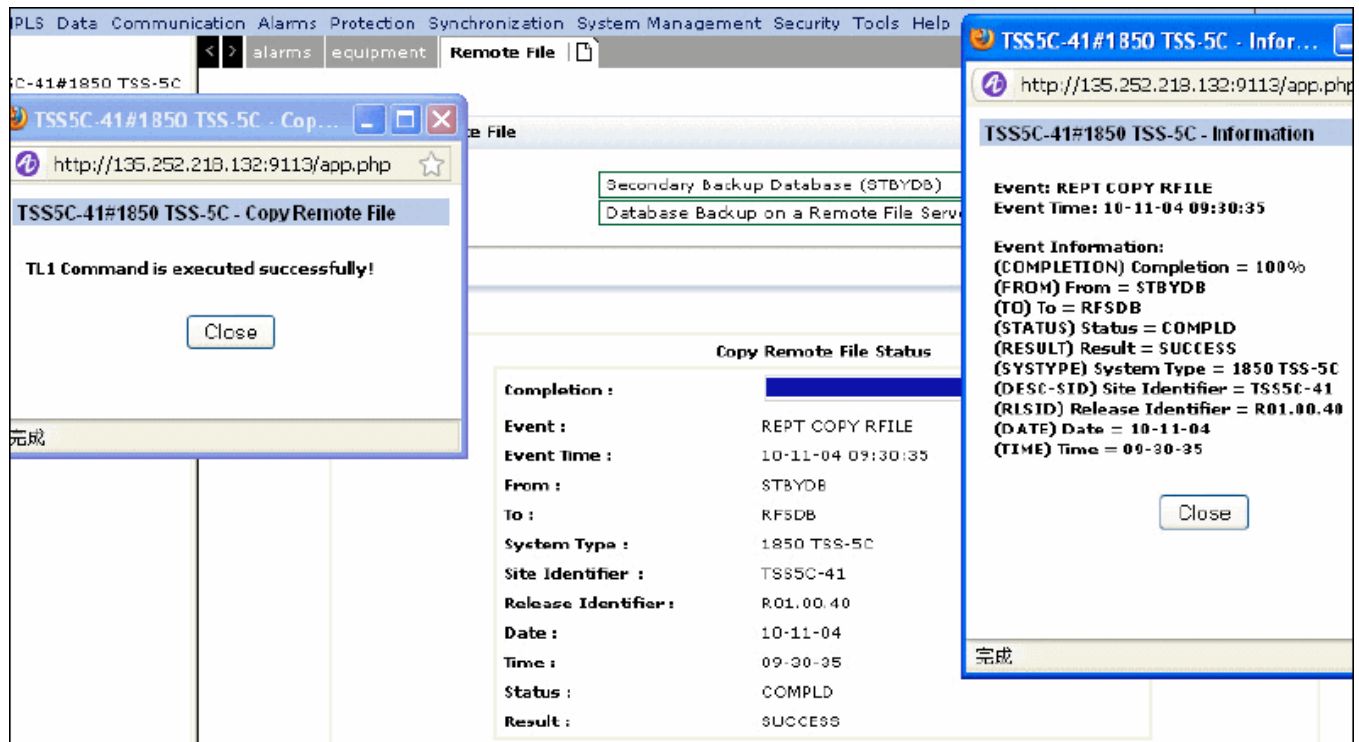 MPLS Data Communication Alarms Protection Synchronization System Management Security Tools Help
< > alarms equipment Remote File
5C-41#1850 TSS-5C
TSS5C-41#1850 TSS-5C - Cop...
http://135.252.218.132:9113/app.php
TSS5C-41#1850 TSS-5C - Copy Remote File
TL1 Command is executed successfully!
Close
完成
File
Secondary Backup Database (STBYDB)
Database Backup on a Remote File Serve
Copy Remote File Status
Completion :
Event : REPT COPY RFILE
Event Time : 10-11-04 09:30:35
From : STBYDB
To : RFSDB
System Type : 1850 TSS-5C
Site Identifier : TSS5C-41
Release Identifier : R01.00.40
Date : 10-11-04
Time : 09-30-35
Status : COMPLD
Result : SUCCESS
TSS5C-41#1850 TSS-5C - Infor...
http://135.252.218.132:9113/app.php
TSS5C-41#1850 TSS-5C - Information
Event: REPT COPY RFILE
Event Time: 10-11-04 09:30:35
Event Information:
(COMPLETION) Completion = 100%
(FROM) From = STBYDB
(TO) To = RFSDB
(STATUS) Status = COMPLD
(RESULT) Result = SUCCESS
(SYSTYPE) System Type = 1850 TSS-5C
(DESC-SID) Site Identifier = TSS5C-41
(RLSID) Release Identifier = R01.00.40
(DATE) Date = 10-11-04
(TIME) Time = 09-30-35
Close
完成